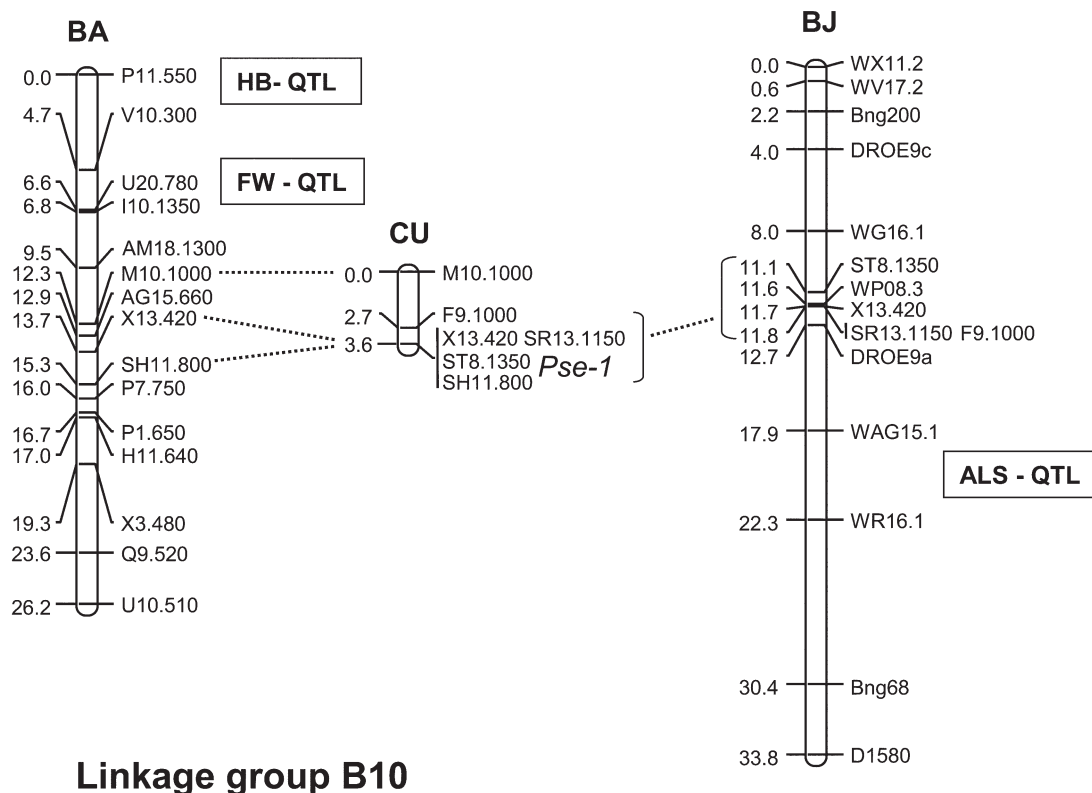 BA
0.0 P11.550
4.7 V10.300
6.6 U20.780
6.8 I10.1350
9.5 AM18.1300
12.3 M10.1000
12.9 AG15.660
13.7 X13.420
15.3 SH11.800
16.0 P7.750
16.7 P1.650
17.0 H11.640
19.3 X3.480
23.6 Q9.520
26.2 U10.510
HB- QTL
FW - QTL
CU
0.0 M10.1000
2.7 F9.1000
3.6 X13.420 SR13.1150
ST8.1350 Pse-1
SH11.800
BJ
0.0 WX11.2
0.6 WV17.2
2.2 Bng200
4.0 DROE9c
8.0 WG16.1
11.1 ST8.1350
11.6 WP08.3
11.7 X13.420
11.8 SR13.1150 F9.1000
12.7 DROE9a
17.9 WAG15.1
22.3 WR16.1
30.4 Bng68
33.8 D1580
ALS - QTL
Linkage group B10